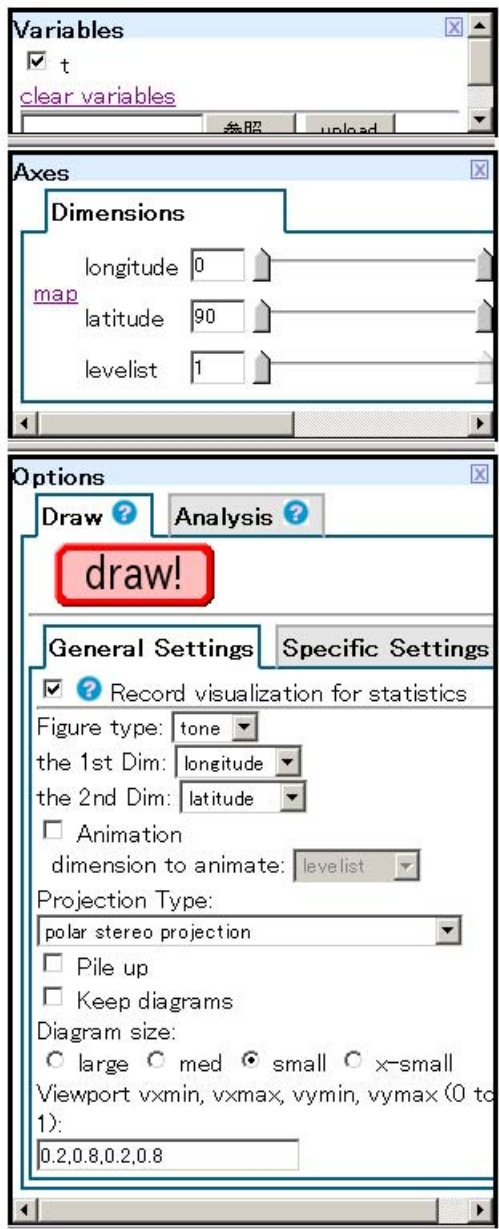 Variables
t
clear variables
参照 upload
Axes
Dimensions
longitude 0
map
latitude 90
levelist 1
Options
Draw ? Analysis ?
draw!
General Settings Specific Settings
? Record visualization for statistics
Figure type: tone
the 1st Dim: longitude
the 2nd Dim: latitude
Animation
dimension to animate: levelist
Projection Type:
polar stereo projection
Pile up
Keep diagrams
Diagram size:
large med small x-small
Viewport vxmin, vxmax, vymin, vymax (0 to
1):
0.2,0.8,0.2,0.8